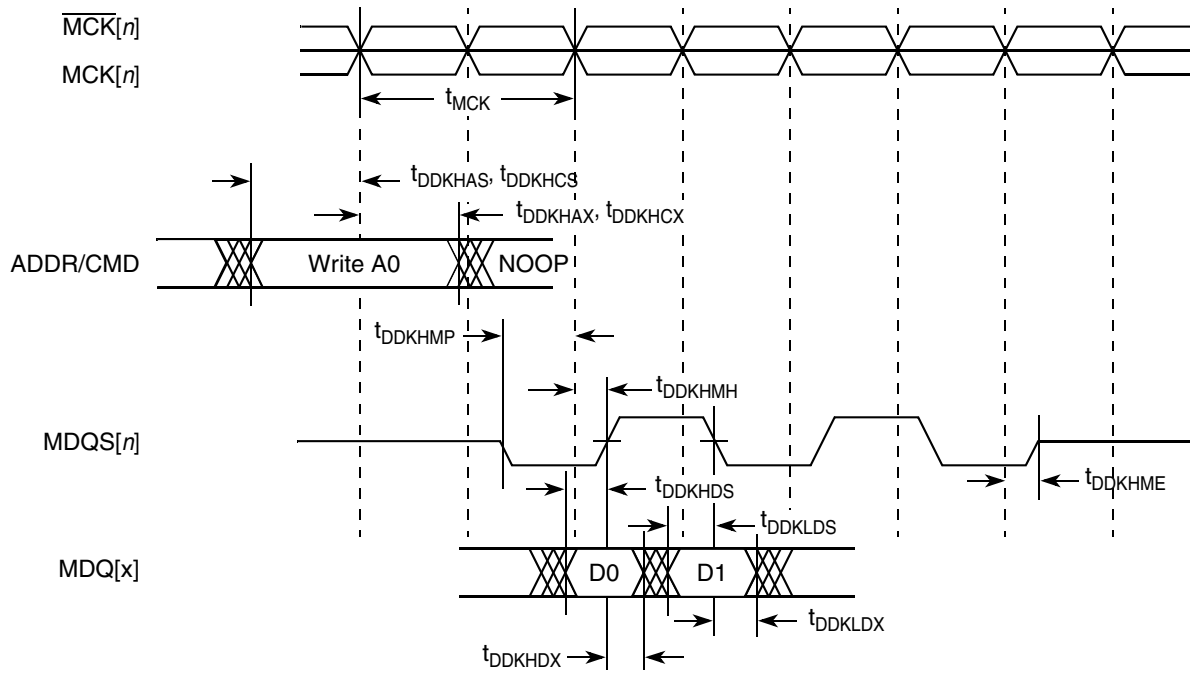 MCK[n]
MCK[n]
tMCK
tDDKHAS, tDDKHCS
tDDKHAX, tDDKHCX
ADDR/CMD
Write A0
NOOP
tDDKHMP
tDDKHMH
MDQS[n]
tDDKHDS
tDDKHME
tDDKLDS
MDQ[x]
D0
D1
tDDKLDX
tDDKHDX